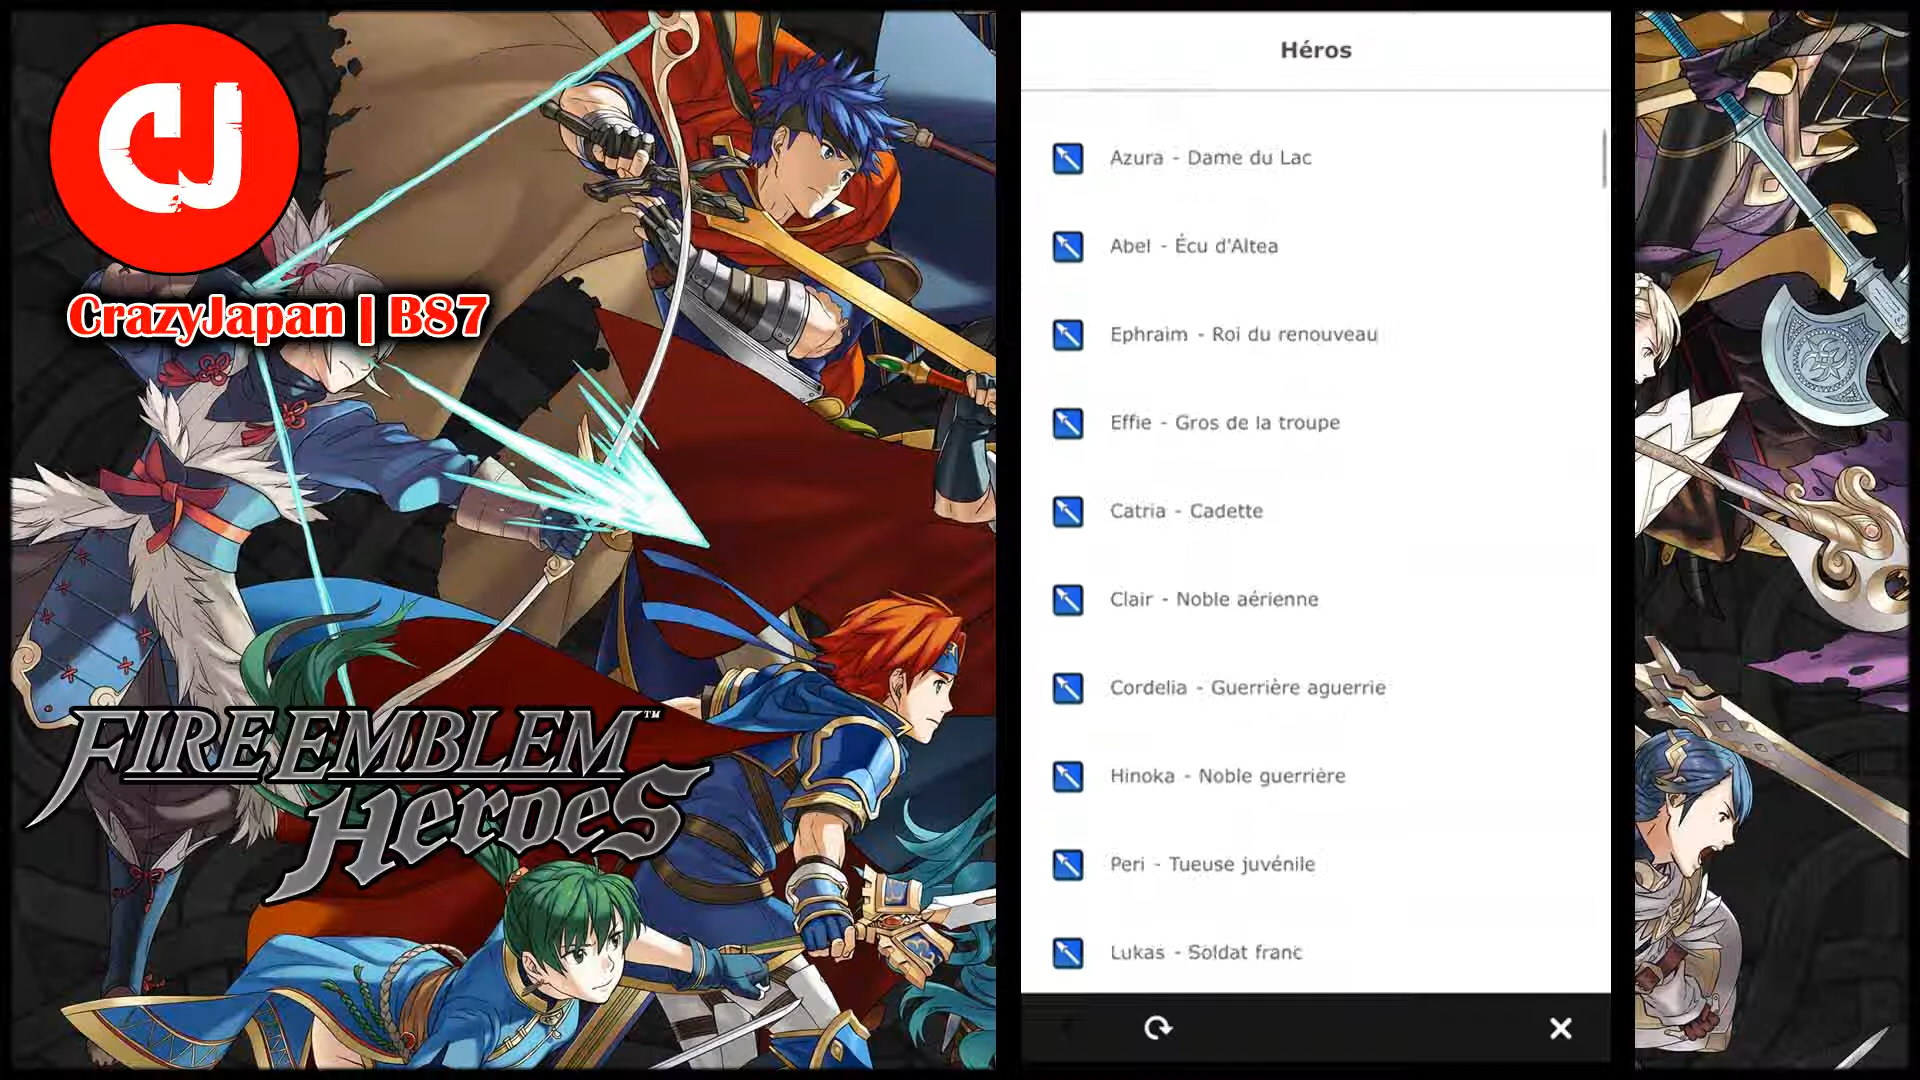 CJ
CrazyJapan | B87
FIRE EMBLEM™
Heroes
Héros
Azura - Dame du Lac
Abel - Écu d'Altea
Ephraim - Roi du renouveau
Effie - Gros de la troupe
Catria - Cadette
Clair - Noble aérienne
Cordelia - Guerrière aguerrie
Hinoka - Noble guerrière
Peri - Tueuse juvénile
Lukas - Soldat franc